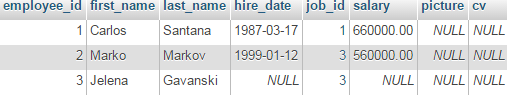 employee_id first_name last_name hire_date job_id salary picture cv
1 Carlos Santana 1987-03-17 1 660000.00 NULL NULL
2 Marko Markov 1999-01-12 3 560000.00 NULL NULL
3 Jelena Gavanski NULL 3 NULL NULL NULL